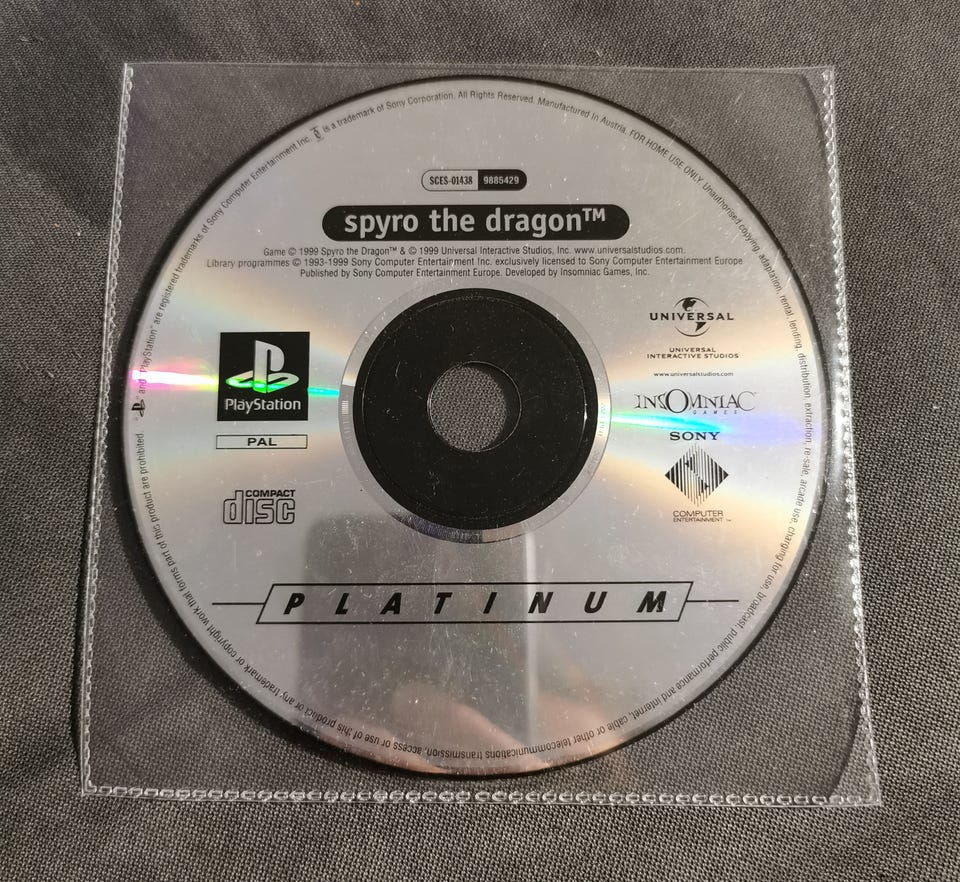 "PS" and "PlayStation" are registered trademarks of Sony Computer Entertainment Inc. is a trademark of Sony Corporation. All Rights Reserved. Manufactured in Austria. FOR HOME USE ONLY. Unauthorised copying, adaptation, rental, lending, distribution, extraction, re-sale, arcade use, charging for use, broadcast, public performance and internet, cable or other telecommunications transmission, access or use of this product or any trademark or copyright work that forms part of this product are prohibited.
SCES-01438 9885429
spyro the dragon™
Game © 1999 Spyro the Dragon™ & © 1999 Universal Interactive Studios, Inc. www.universalstudios.com.
Library programmes © 1993-1999 Sony Computer Entertainment Inc. exclusively licensed to Sony Computer Entertainment Europe
Published by Sony Computer Entertainment Europe. Developed by Insomniac Games, Inc.
UNIVERSAL
UNIVERSAL
INTERACTIVE STUDIOS
www.universalstudios.com
PlayStation
PAL
INSOMNIAC
GAMES
SONY
COMPUTER
ENTERTAINMENT ™
COMPACT
disc
PLATINUM